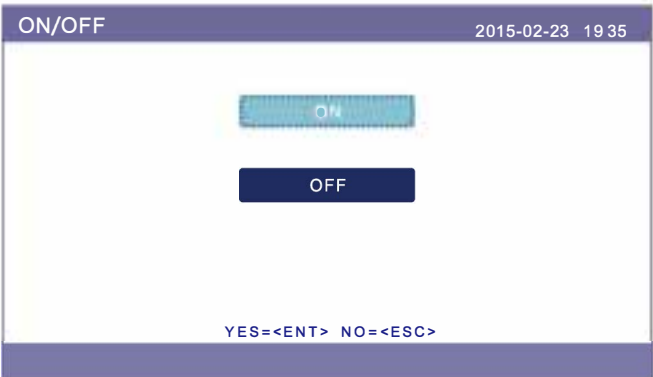 ON/OFF
2015-02-23 19 35
ON
OFF
YES=<ENT> NO=<ESC>